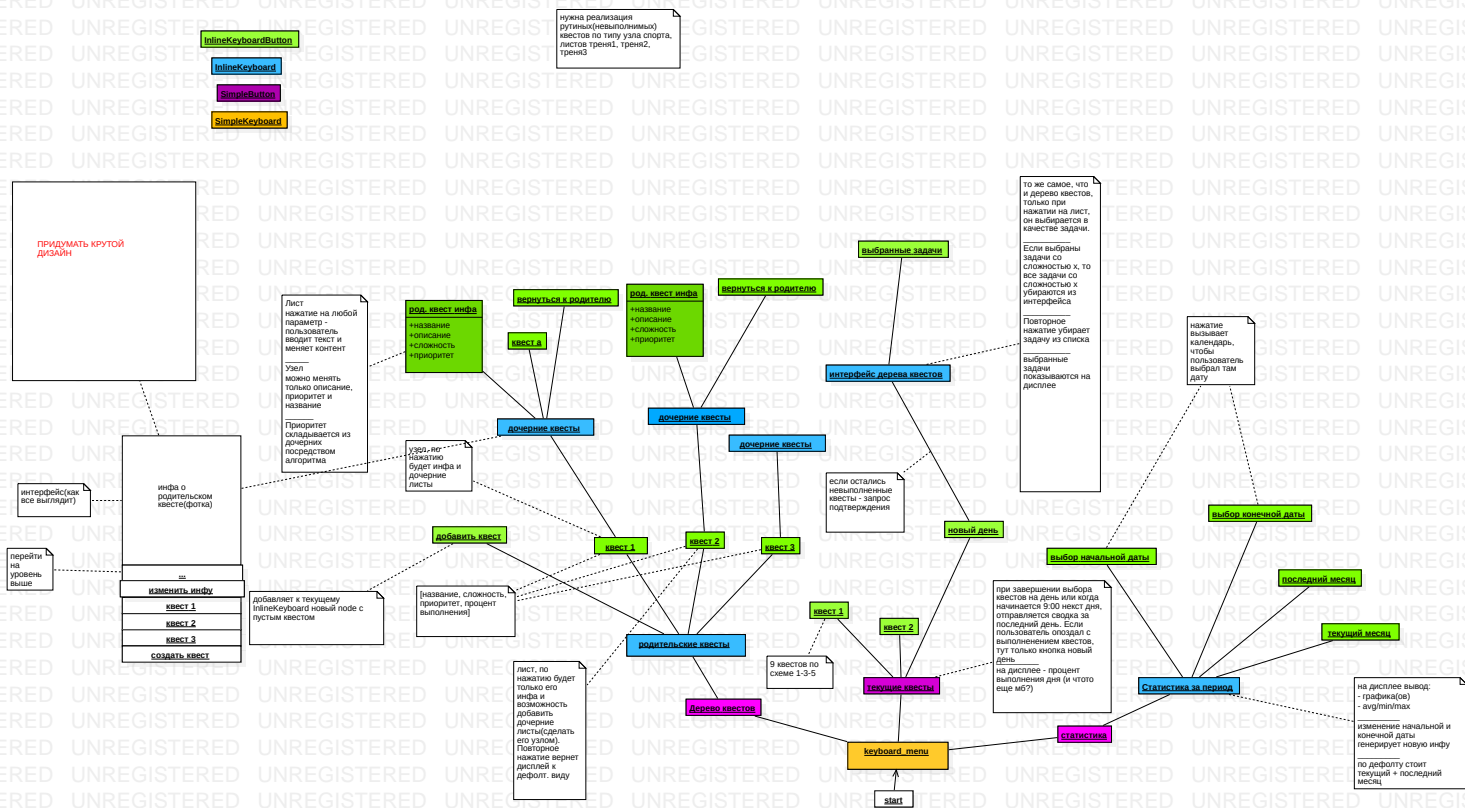 нужна реализация
рутиных(невыполнимых)
квестов по типу узла спорта,
листов треня1, треня2,
треня3
InlineKeyboardButton
InlineKeyboard
SimpleButton
SimpleKeyboard
ПРИДУМАТЬ КРУТОЙ
ДИЗАЙН
Лист
нажатие на любой
параметр -
пользователь
вводит текст и
меняет контент
_____
Узел
можно менять
только описание,
приоритет и
название
______
Приоритет
складывается из
дочерних
посредством
алгоритма
род. квест инфа
+название
+описание
+сложность
+приоритет
вернуться к родителю
квест а
дочерние квесты
род. квест инфа
+название
+описание
+сложность
+приоритет
вернуться к родителю
дочерние квесты
дочерние квесты
выбранные задачи
интерфейс дерева квестов
то же самое, что
и дерево квестов,
только при
нажатии на лист,
он выбирается в
качестве задачи.
__________
Если выбраны
задачи со
сложностью x, то
все задачи со
сложностью x
убираются из
интерфейса
__________
Повторное
нажатие убирает
задачу из списка
__________
выбранные
задачи
показываются на
дисплее
нажатие
вызывает
календарь,
чтобы
пользователь
выбрал там
дату
узел, по
нажатию
будет инфа и
дочерние
листы
если остались
невыполненные
квесты - запрос
подтверждения
интерфейс(как
все выглядит)
инфа о
родительском
квесте(фотка)
перейти
на
уровень
выше
...
изменить инфу
квест 1
квест 2
квест 3
создать квест
добавить квест
добавляет к текущему
InlineKeyboard новый node с
пустым квестом
квест 1
квест 2
квест 3
[название, сложность,
приоритет, процент
выполнения]
родительские квесты
лист, по
нажатию будет
только его
инфа и
возможность
добавить
дочерние
листы(сделать
его узлом).
Повторное
нажатие вернет
дисплей к
дефолт. виду
Дерево квестов
новый день
квест 1
квест 2
9 квестов по
схеме 1-3-5
текущие квесты
при завершении выбора
квестов на день или когда
начинается 9:00 некст дня,
отправляется сводка за
последний день. Если
пользователь опоздал с
выполнением квестов,
тут только кнопка новый
день
_________
на дисплее - процент
выполнения дня (и чтото
еще мб?)
выбор начальной даты
выбор конечной даты
последний месяц
текущий месяц
Статистика за период
статистика
на дисплее вывод:
- графика(ов)
- avg/min/max
_________
изменение начальной и
конечной даты
генерирует новую инфу
_________
по дефолту стоит
текущий + последний
месяц
keyboard_menu
start